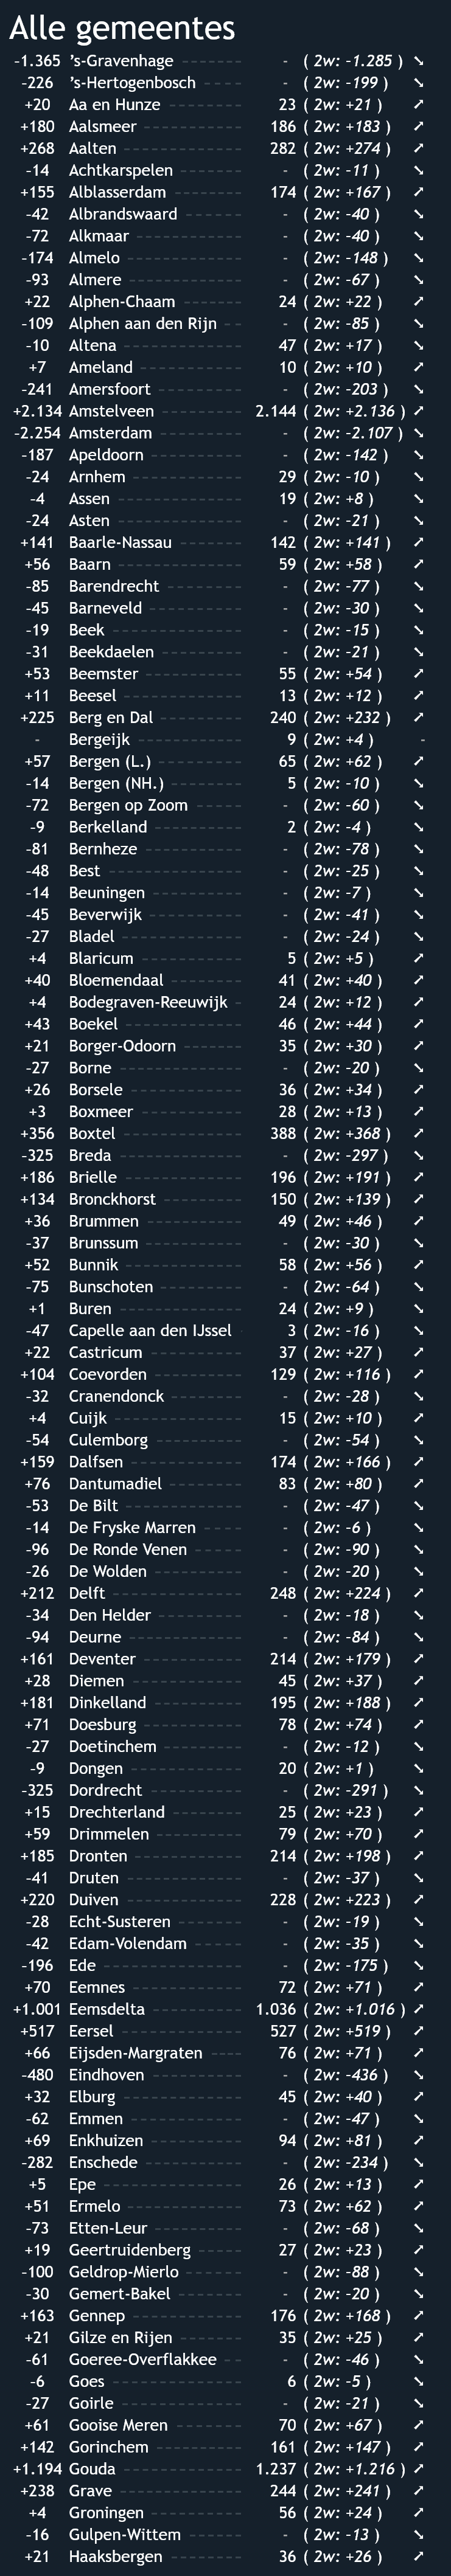 Alle gemeentes
-1.365 's-Gravenhage - ( 2w: -1.285 ) ↘
-226 's-Hertogenbosch - ( 2w: -199 ) ↘
+20 Aa en Hunze 23 ( 2w: +21 ) ↗
+180 Aalsmeer 186 ( 2w: +183 ) ↗
+268 Aalten 282 ( 2w: +274 ) ↗
-14 Achtkarspelen - ( 2w: -11 ) ↘
+155 Alblasserdam 174 ( 2w: +167 ) ↗
-42 Albrandswaard - ( 2w: -40 ) ↘
-72 Alkmaar - ( 2w: -40 ) ↘
-174 Almelo - ( 2w: -148 ) ↘
-93 Almere - ( 2w: -67 ) ↘
+22 Alphen-Chaam 24 ( 2w: +22 ) ↗
-109 Alphen aan den Rijn - ( 2w: -85 ) ↘
-10 Altena 47 ( 2w: +17 ) ↘
+7 Ameland 10 ( 2w: +10 ) ↗
-241 Amersfoort - ( 2w: -203 ) ↘
+2.134 Amstelveen 2.144 ( 2w: +2.136 ) ↗
-2.254 Amsterdam - ( 2w: -2.107 ) ↘
-187 Apeldoorn - ( 2w: -142 ) ↘
-24 Arnhem 29 ( 2w: -10 ) ↘
-4 Assen 19 ( 2w: +8 ) ↘
-24 Asten - ( 2w: -21 ) ↘
+141 Baarle-Nassau 142 ( 2w: +141 ) ↗
+56 Baarn 59 ( 2w: +58 ) ↗
-85 Barendrecht - ( 2w: -77 ) ↘
-45 Barneveld - ( 2w: -30 ) ↘
-19 Beek - ( 2w: -15 ) ↘
-31 Beekdaelen - ( 2w: -21 ) ↘
+53 Beemster 55 ( 2w: +54 ) ↗
+11 Beesel 13 ( 2w: +12 ) ↗
+225 Berg en Dal 240 ( 2w: +232 ) ↗
- Bergeijk 9 ( 2w: +4 ) -
+57 Bergen (L.) 65 ( 2w: +62 ) ↗
-14 Bergen (NH.) 5 ( 2w: -10 ) ↘
-72 Bergen op Zoom - ( 2w: -60 ) ↘
-9 Berkelland 2 ( 2w: -4 ) ↘
-81 Bernheze - ( 2w: -78 ) ↘
-48 Best - ( 2w: -25 ) ↘
-14 Beuningen - ( 2w: -7 ) ↘
-45 Beverwijk - ( 2w: -41 ) ↘
-27 Bladel - ( 2w: -24 ) ↘
+4 Blaricum 5 ( 2w: +5 ) ↗
+40 Bloemendaal 41 ( 2w: +40 ) ↗
+4 Bodegraven-Reeuwijk 24 ( 2w: +12 ) ↗
+43 Boekel 46 ( 2w: +44 ) ↗
+21 Borger-Odoorn 35 ( 2w: +30 ) ↗
-27 Borne - ( 2w: -20 ) ↘
+26 Borsele 36 ( 2w: +34 ) ↗
+3 Boxmeer 28 ( 2w: +13 ) ↗
+356 Boxtel 388 ( 2w: +368 ) ↗
-325 Breda - ( 2w: -297 ) ↘
+186 Brielle 196 ( 2w: +191 ) ↗
+134 Bronckhorst 150 ( 2w: +139 ) ↗
+36 Brummen 49 ( 2w: +46 ) ↗
-37 Brunssum - ( 2w: -30 ) ↘
+52 Bunnik 58 ( 2w: +56 ) ↗
-75 Bunschoten - ( 2w: -64 ) ↘
+1 Buren 24 ( 2w: +9 ) ↗
-47 Capelle aan den IJssel 3 ( 2w: -16 ) ↘
+22 Castricum 37 ( 2w: +27 ) ↗
+104 Coevorden 129 ( 2w: +116 ) ↗
-32 Cranendonck - ( 2w: -28 ) ↘
+4 Cuijk 15 ( 2w: +10 ) ↗
-54 Culemborg - ( 2w: -54 ) ↘
+159 Dalfsen 174 ( 2w: +166 ) ↗
+76 Dantumadiel 83 ( 2w: +80 ) ↗
-53 De Bilt - ( 2w: -47 ) ↘
-14 De Fryske Marren - ( 2w: -6 ) ↘
-96 De Ronde Venen - ( 2w: -90 ) ↘
-26 De Wolden - ( 2w: -20 ) ↘
+212 Delft 248 ( 2w: +224 ) ↗
-34 Den Helder - ( 2w: -18 ) ↘
-94 Deurne - ( 2w: -84 ) ↘
+161 Deventer 214 ( 2w: +179 ) ↗
+28 Diemen 45 ( 2w: +37 ) ↗
+181 Dinkelland 195 ( 2w: +188 ) ↗
+71 Doesburg 78 ( 2w: +74 ) ↗
-27 Doetinchem - ( 2w: -12 ) ↘
-9 Dongen 20 ( 2w: +1 ) ↘
-325 Dordrecht - ( 2w: -291 ) ↘
+15 Drechterland 25 ( 2w: +23 ) ↗
+59 Drimmelen 79 ( 2w: +70 ) ↗
+185 Dronten 214 ( 2w: +198 ) ↗
-41 Druten - ( 2w: -37 ) ↘
+220 Duiven 228 ( 2w: +223 ) ↗
-28 Echt-Susteren - ( 2w: -19 ) ↘
-42 Edam-Volendam - ( 2w: -35 ) ↘
-196 Ede - ( 2w: -175 ) ↘
+70 Eemnes 72 ( 2w: +71 ) ↗
+1.001 Eemsdelta 1.036 ( 2w: +1.016 ) ↗
+517 Eersel 527 ( 2w: +519 ) ↗
+66 Eijsden-Margraten 76 ( 2w: +71 ) ↗
-480 Eindhoven - ( 2w: -436 ) ↘
+32 Elburg 45 ( 2w: +40 ) ↗
-62 Emmen - ( 2w: -47 ) ↘
+69 Enkhuizen 94 ( 2w: +81 ) ↗
-282 Enschede - ( 2w: -234 ) ↘
+5 Epe 26 ( 2w: +13 ) ↗
+51 Ermelo 73 ( 2w: +62 ) ↗
-73 Etten-Leur - ( 2w: -68 ) ↘
+19 Geertruidenberg 27 ( 2w: +23 ) ↗
-100 Geldrop-Mierlo - ( 2w: -88 ) ↘
-30 Gemert-Bakel - ( 2w: -20 ) ↘
+163 Gennep 176 ( 2w: +168 ) ↗
+21 Gilze en Rijen 35 ( 2w: +25 ) ↗
-61 Goeree-Overflakkee - ( 2w: -46 ) ↘
-6 Goes 6 ( 2w: -5 ) ↘
-27 Goirle - ( 2w: -21 ) ↘
+61 Gooise Meren 70 ( 2w: +67 ) ↗
+142 Gorinchem 161 ( 2w: +147 ) ↗
+1.194 Gouda 1.237 ( 2w: +1.216 ) ↗
+238 Grave 244 ( 2w: +241 ) ↗
+4 Groningen 56 ( 2w: +24 ) ↗
-16 Gulpen-Wittem - ( 2w: -13 ) ↘
+21 Haaksbergen 36 ( 2w: +26 ) ↗